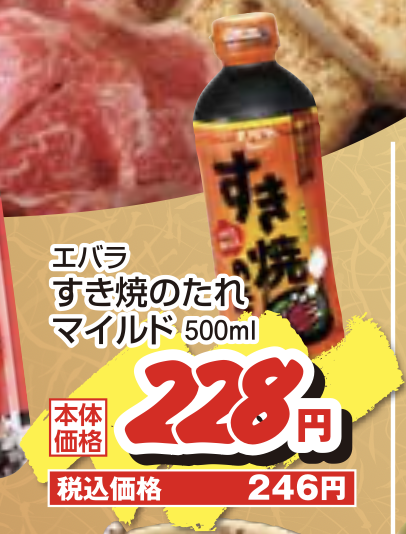 すき焼
エバラ
すき焼のたれ
マイルド 500ml
本体
価格
228円
税込価格 246円